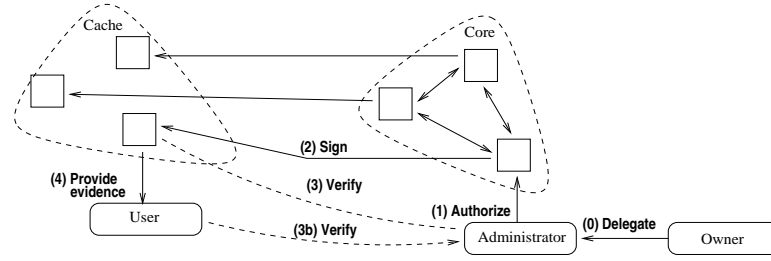 Cache
Core
(2) Sign
(4) Provide
evidence
(3) Verify
(1) Authorize
(0) Delegate
User
(3b) Verify
Administrator
Owner